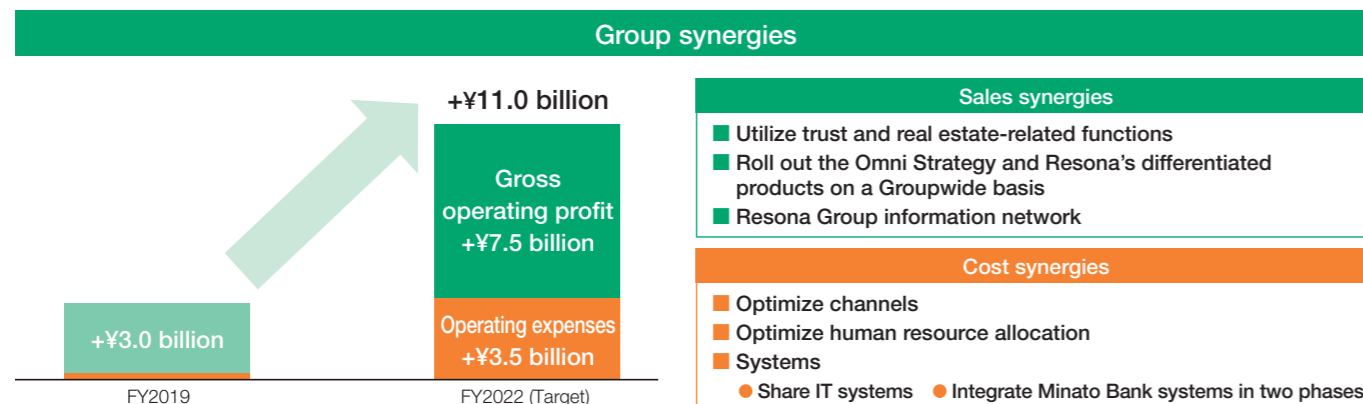 Group synergies
+¥11.0 billion
Gross
operating profit
+¥7.5 billion
Operating expenses
+¥3.5 billion
+¥3.0 billion
FY2019
FY2022 (Target)
Sales synergies
Utilize trust and real estate-related functions
Roll out the Omni Strategy and Resona's differentiated
products on a Groupwide basis
Resona Group information network
Cost synergies
Optimize channels
Optimize human resource allocation
Systems
Share IT systems
Integrate Minato Bank systems in two phases